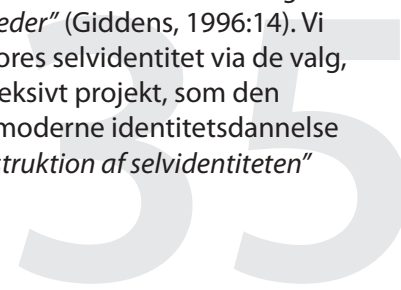 eder” (Giddens, 1996:14). Vi
ores selvidentitet via de valg,
eksivt projekt, som den
moderne identitetsdannelse
struktion af selvidentiteten”
35